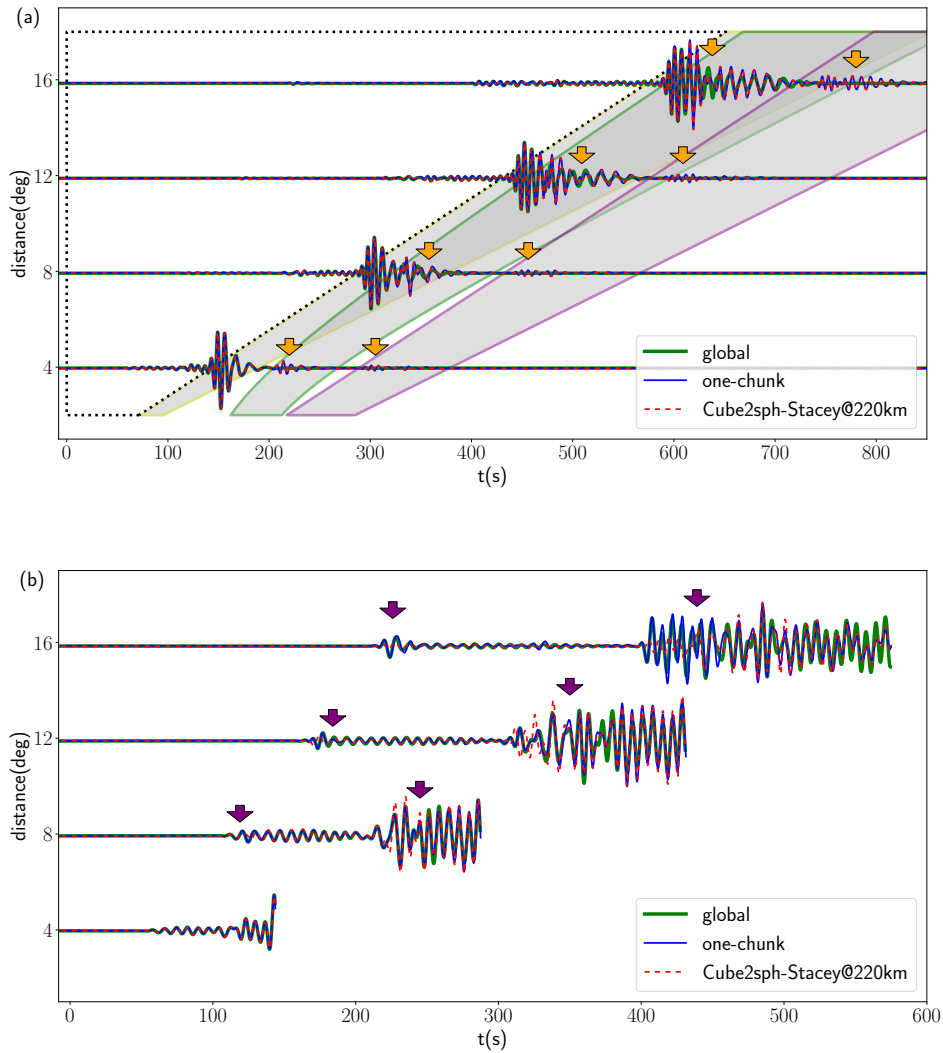 (a)
distance(deg)
16
12
8
4
global
one-chunk
Cube2sph-Stacey@220km
0 100 200 300 400 500 600 700 800
t(s)
(b)
distance(deg)
16
12
8
4
global
one-chunk
Cube2sph-Stacey@220km
0 100 200 300 400 500 600
t(s)